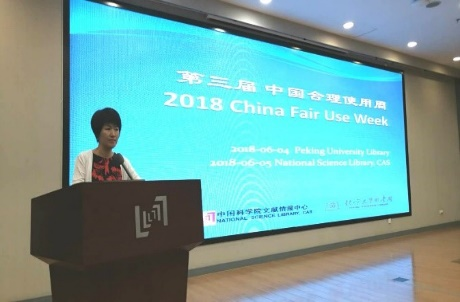 第三届 中国合理使用周
2018 China Fair Use Week
2018-06-04 Peking University Library
2018-06-05 National Science Library, CAS
中国科学院文献情报中心
NATIONAL SCIENCE LIBRARY, CAS